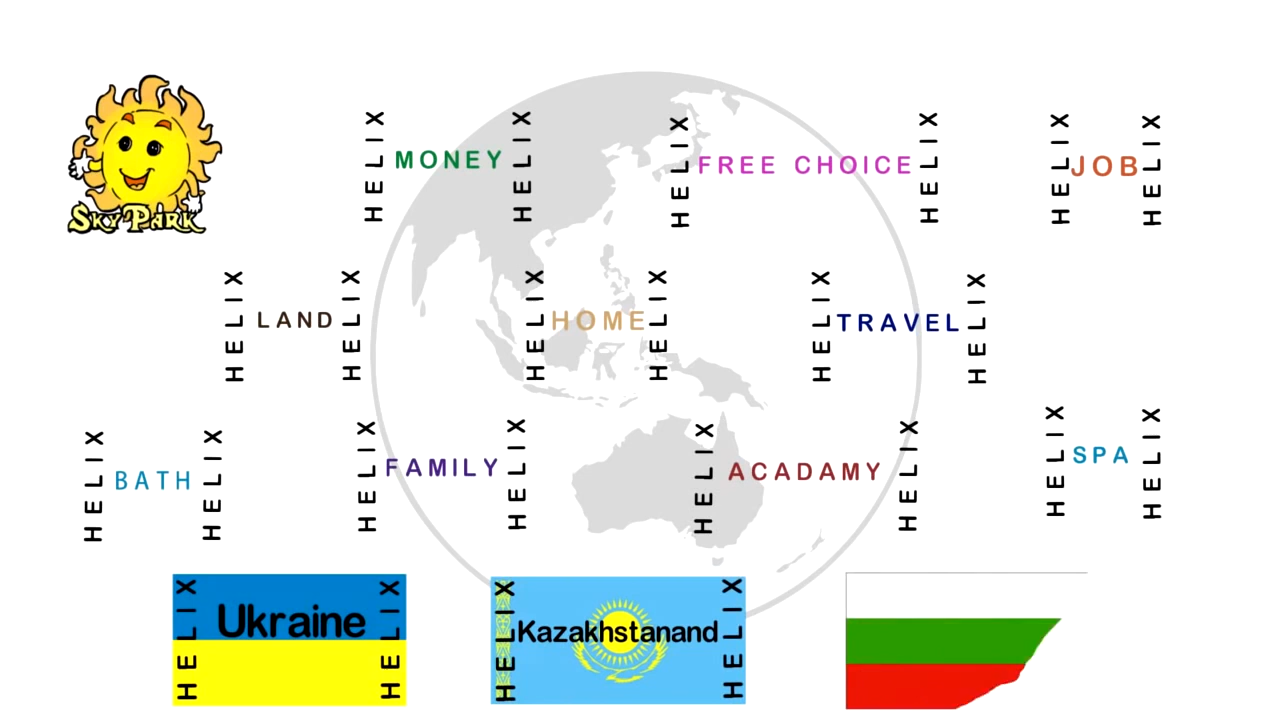 SKY PARK
HELIX MONEY HELIX
HELIX FREE CHOICE HELIX
HELIX JOB HELIX
HELIX LAND HELIX
HELIX HOME HELIX
HELIX TRAVEL HELIX
HELIX BATH HELIX
HELIX FAMILY HELIX
HELIX ACADAMY HELIX
HELIX SPA HELIX
HELIX Ukraine HELIX
HELIX Kazakhstanand HELIX